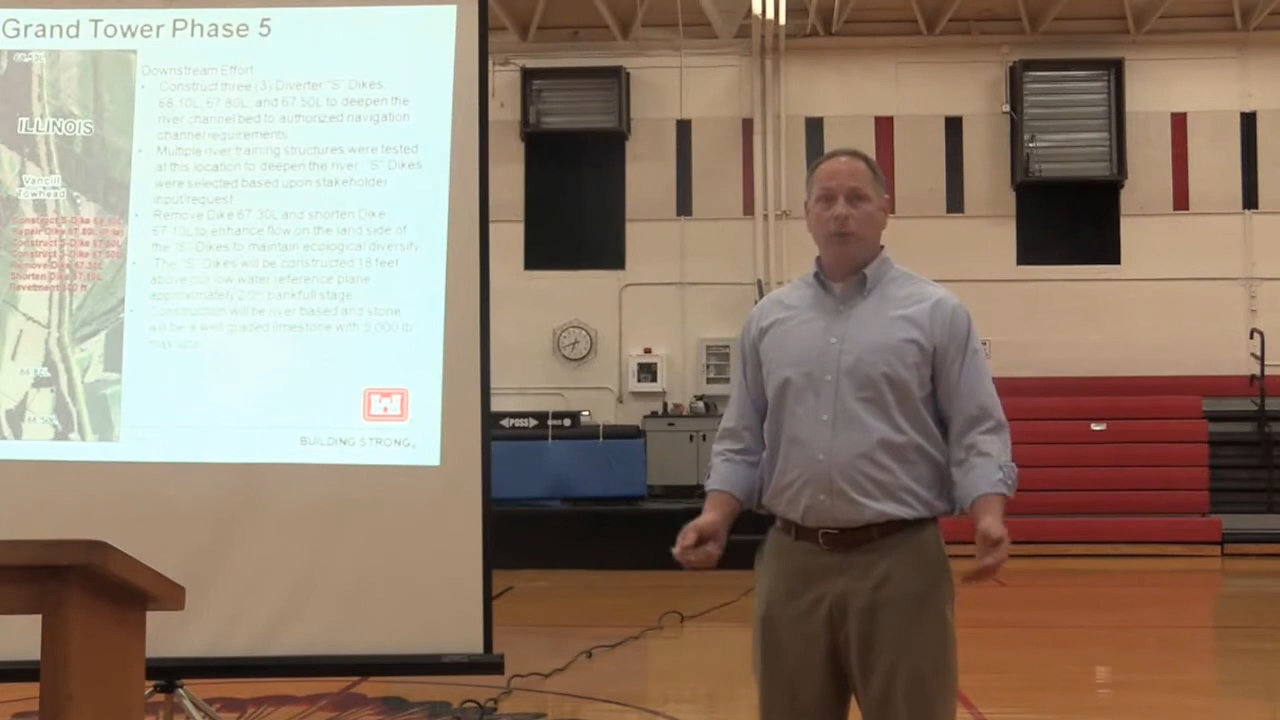 Grand Tower Phase 5
ILLINOIS
Vancill
Towhead
Downstream Effort
• Construct three (3) Diverter "S" Dikes
68.10L, 67.80L, and 67.50L to deepen the
river channel bed to authorized navigation
channel requirements
• Multiple river training structures were tested
at this location to deepen the river. "S" Dikes
were selected based upon stakeholder
input/request
• Remove Dike 67.30L and shorten Dike
67.10L to enhance flow on the land side of
the "S" Dikes to maintain ecological diversity
• The "S" Dikes will be constructed 18 feet
above our low water reference plane
approximately bankfull stage
• Construction will be river based and stone
will be a well graded limestone with 5,000 lb
max size
BUILDING STRONG
POSS